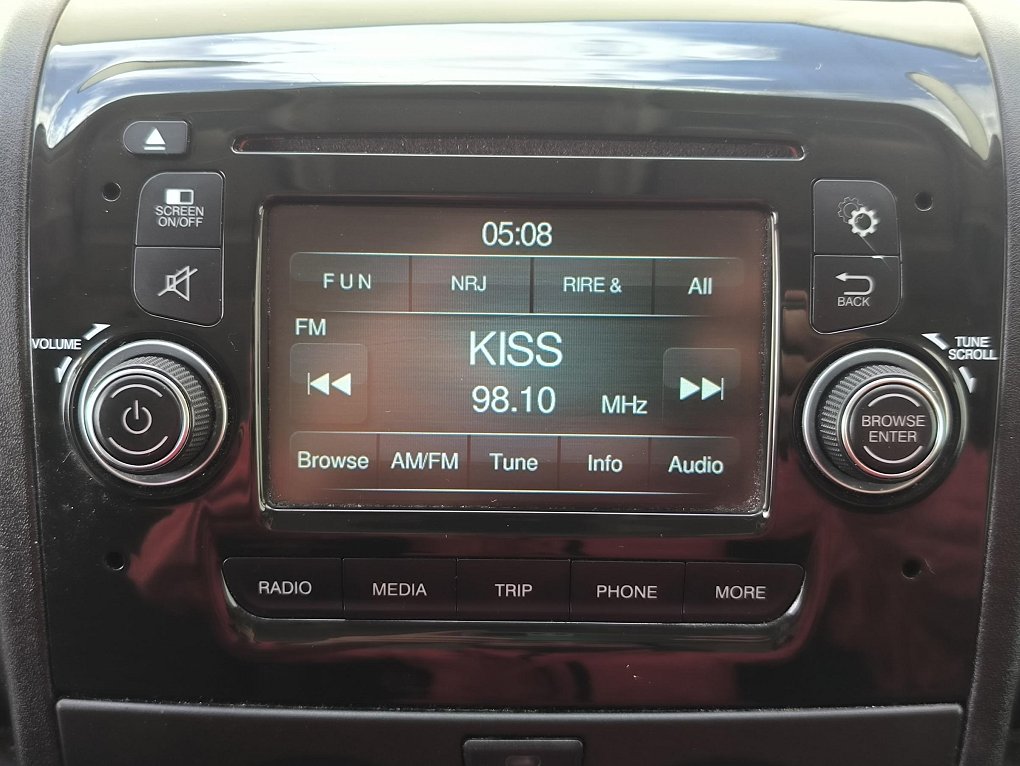 SCREEN
ON/OFF
05:08
FUN NRJ RIRE & All
FM
KISS
98.10 MHz
Browse AM/FM Tune Info Audio
VOLUME
BACK
TUNE
SCROLL
BROWSE
ENTER
RADIO MEDIA TRIP PHONE MORE